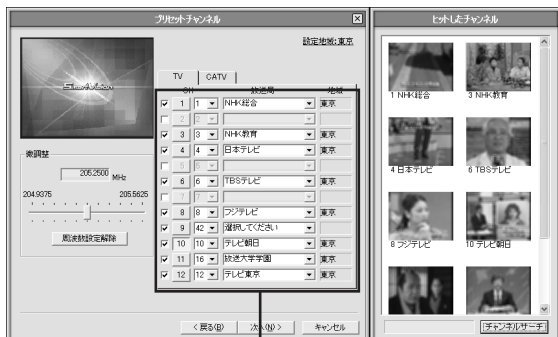 プリセットチャンネル
設定地域:東京
TV CATV
CH 放送局 地域
1 1 NHK総合 東京
2 2
3 3 NHK教育 東京
4 4 日本テレビ 東京
5 5
6 6 TBSテレビ 東京
7 7
8 8 フジテレビ 東京
9 42 選択してください 東京
10 10 テレビ朝日 東京
11 16 放送大学学園 東京
12 12 テレビ東京 東京
微調整
205.2500 MHz
204.9375 205.5625
周波数設定解除
< 戻る(B) 次へ(N) > キャンセル
ヒットしたチャンネル
1 NHK総合 3 NHK教育
4 日本テレビ 6 TBSテレビ
8 フジテレビ 10 テレビ朝日
チャンネルサーチ